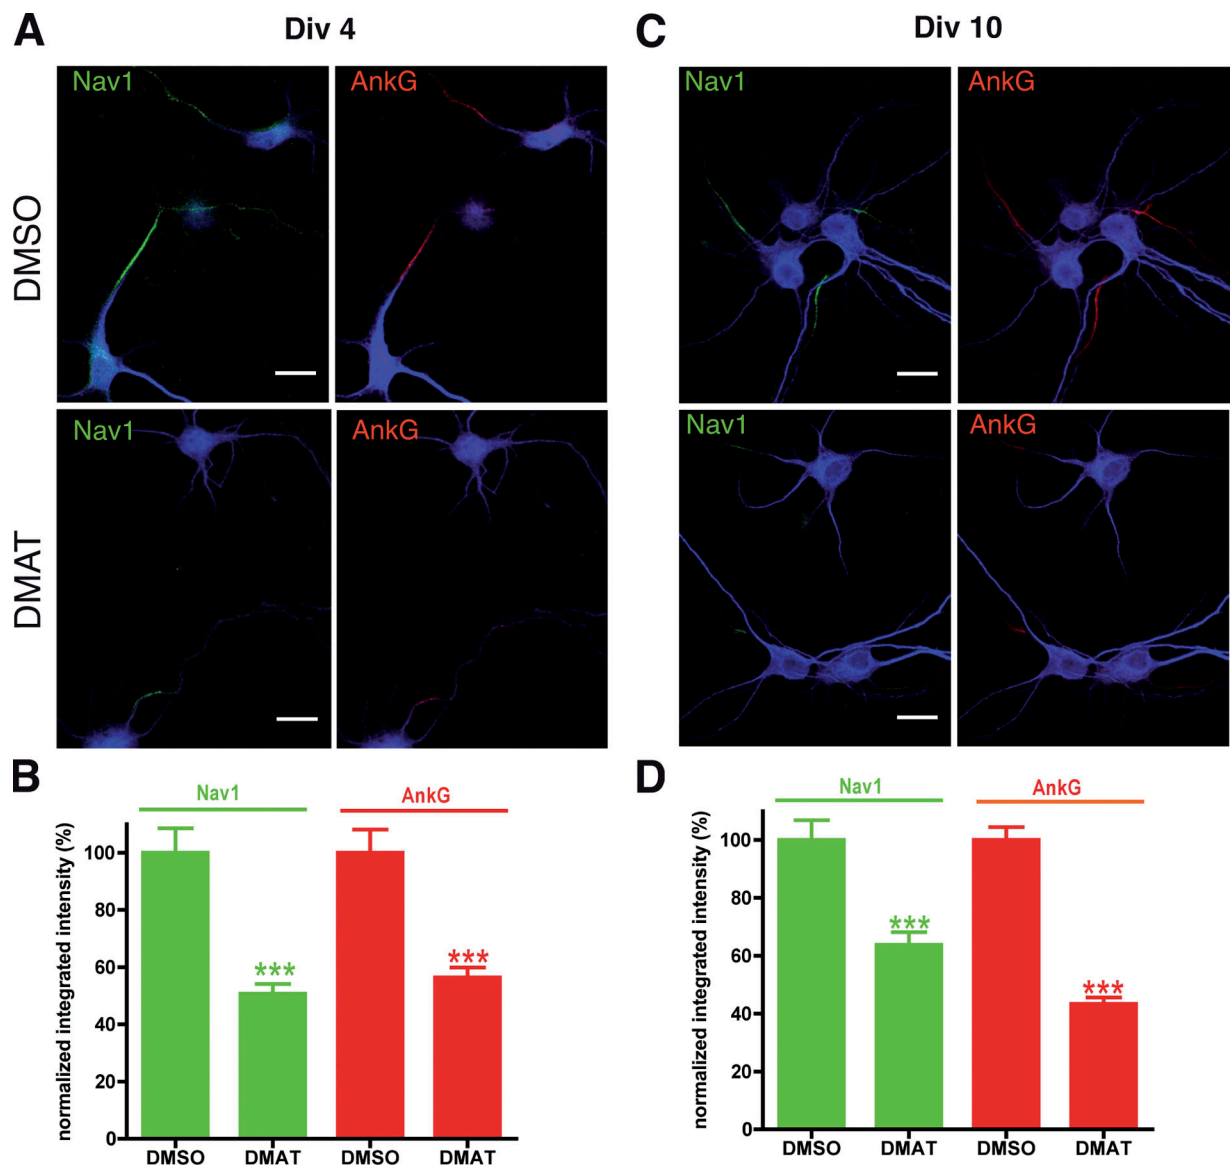 A
Div 4
C
Div 10
DMSO
Nav1
AnkG
Nav1
AnkG
DMAT
Nav1
AnkG
Nav1
AnkG
B
Nav1
AnkG
normalized integrated intensity (%)
100
80
60
40
20
0
***
***
DMSO
DMAT
DMSO
DMAT
D
Nav1
AnkG
normalized integrated intensity (%)
100
80
60
40
20
0
***
***
DMSO
DMAT
DMSO
DMAT